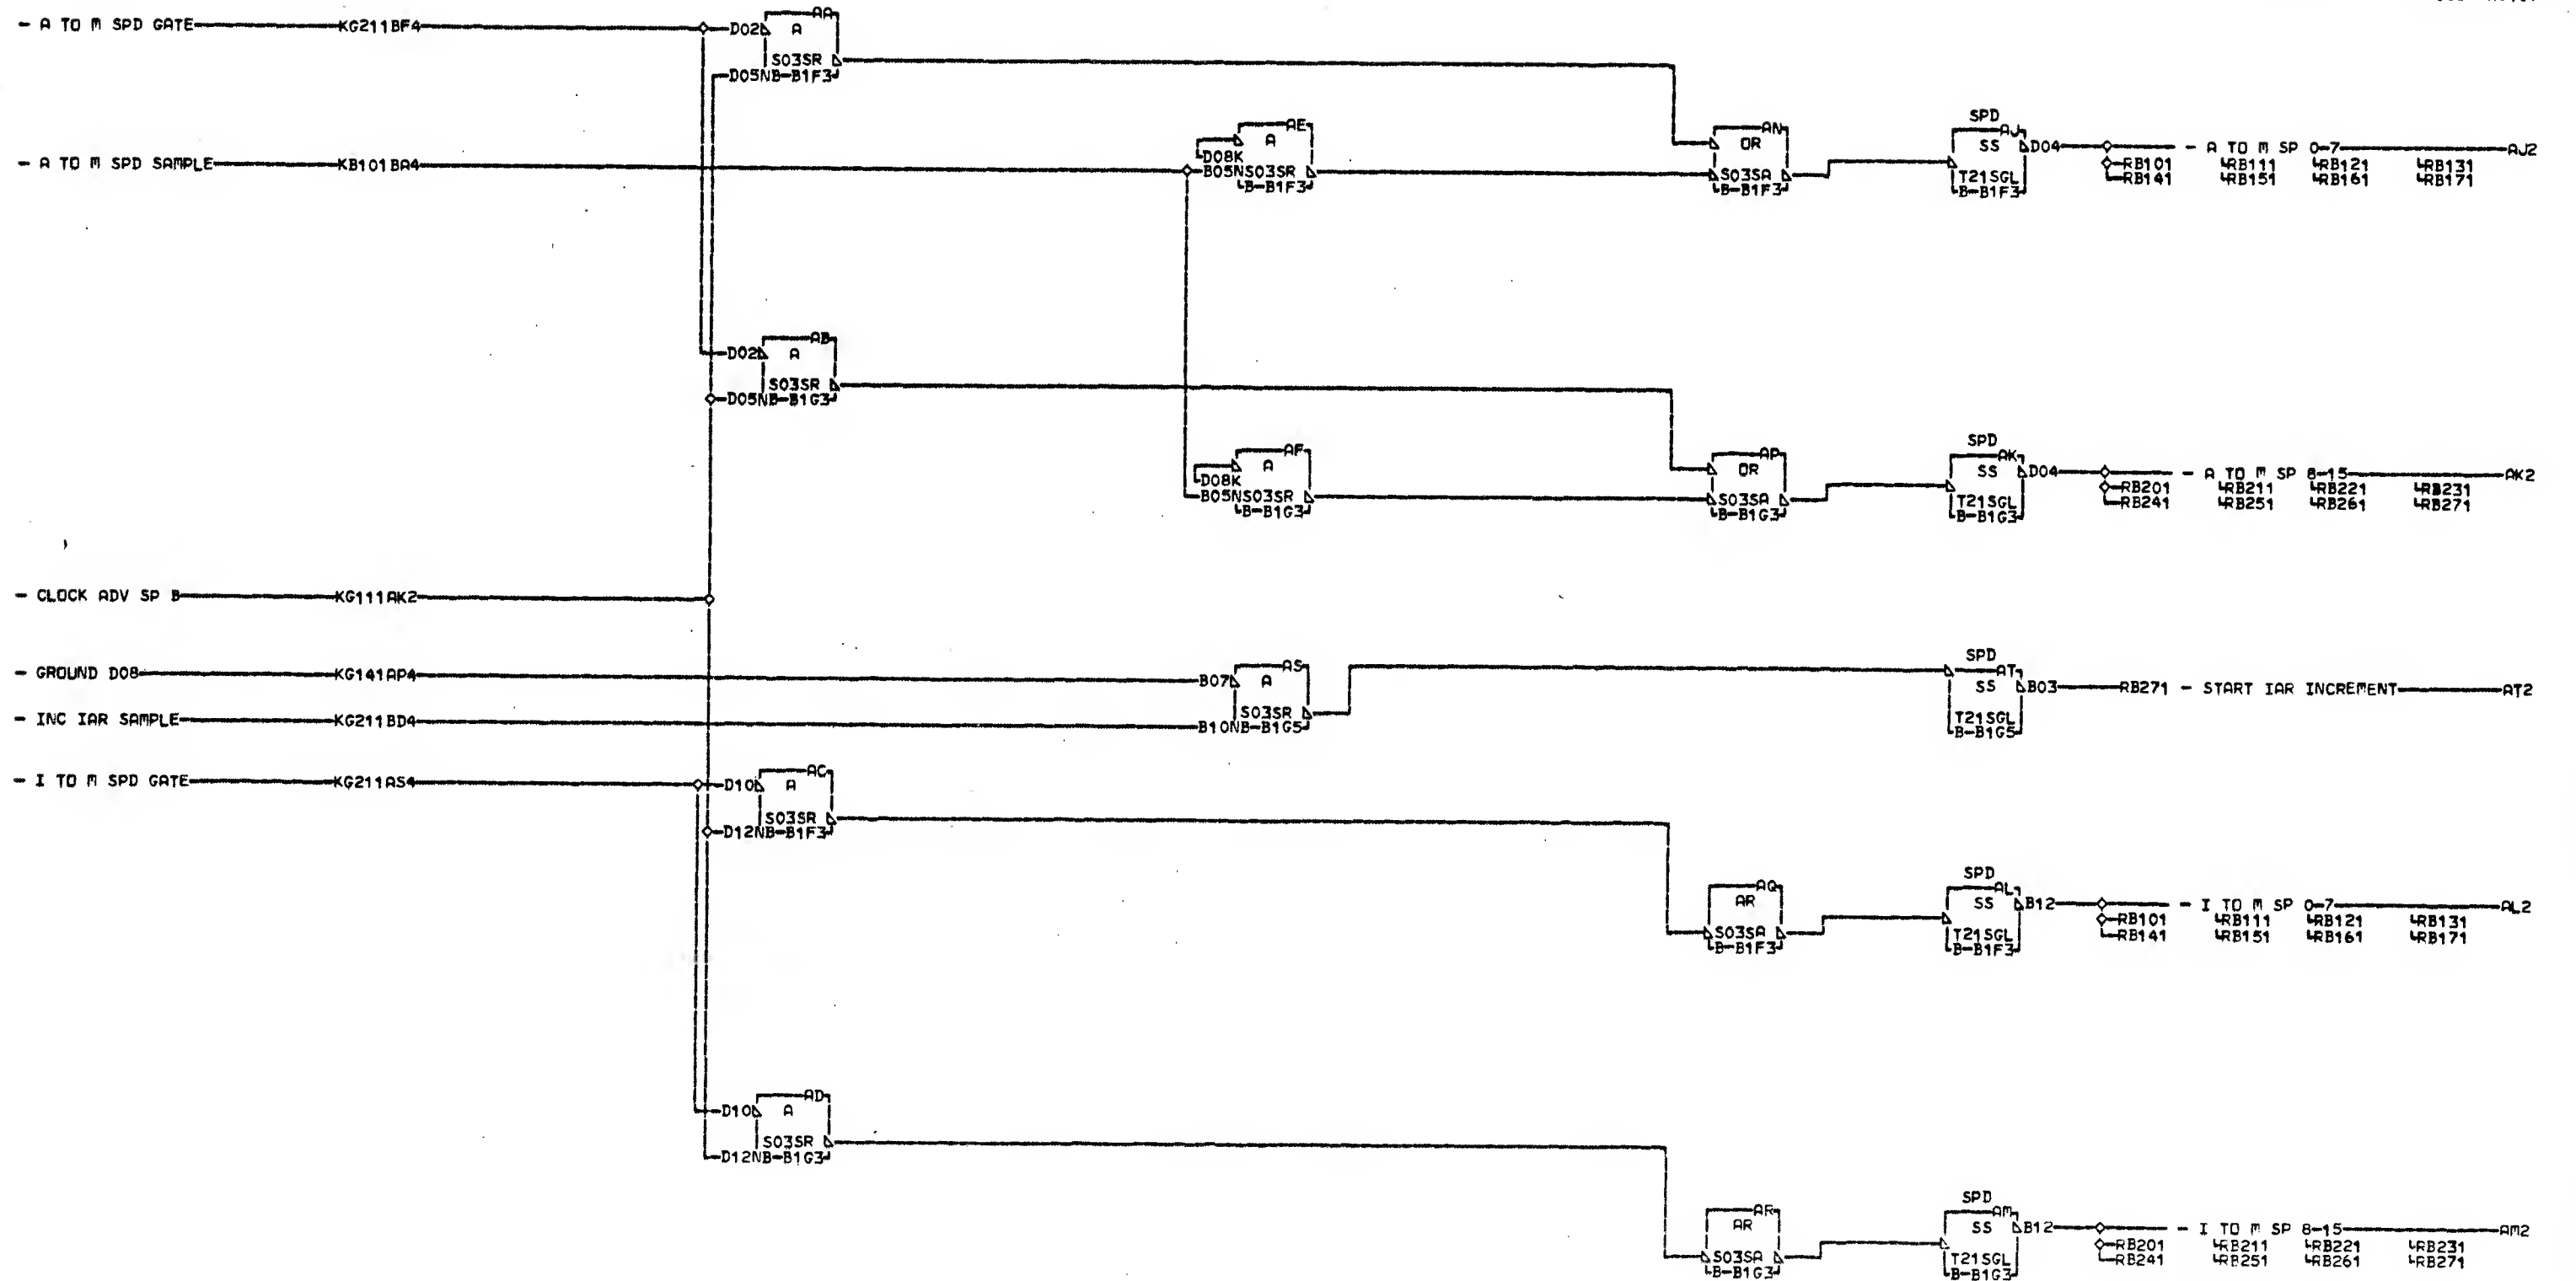 - A TO M SPD GATE KG211BF4 D02 A AA
S03SR
D05NB-B1F3
- A TO M SPD SAMPLE KB101BA4
AE
A
D08K
B05NS03SR
B-B1F3
AN
OR
S03SA
B-B1F3
SPD
AJ
SS D04 - A TO M SP 0-7 AJ2
T21SGL
B-B1F3
RB101 RB111 RB121 RB131
RB141 RB151 RB161 RB171
AB
D02 A
S03SR
D05NB-B1G3
AF
A
D08K
B05NS03SR
B-B1G3
AP
OR
S03SA
B-B1G3
SPD
AK
SS D04 - A TO M SP 8-15 AK2
T21SGL
B-B1G3
RB201 RB211 RB221 RB231
RB241 RB251 RB261 RB271
- CLOCK ADV SP B KG111AK2
- GROUND D08 KG141AP4 B07 A AS
- INC IAR SAMPLE KG211BD4
S03SR
B10NB-B1G5
SPD
AT
SS B03 RB271 - START IAR INCREMENT AT2
T21SGL
B-B1G5
- I TO M SPD GATE KG211AS4 D10 A AC
S03SR
D12NB-B1F3
AQ
AR
S03SA
B-B1F3
SPD
AL
SS B12 - I TO M SP 0-7 AL2
T21SGL
B-B1F3
RB101 RB111 RB121 RB131
RB141 RB151 RB161 RB171
AD
D10 A
S03SR
D12NB-B1G3
AR
AR
S03SA
B-B1G3
SPD
AM
SS B12 - I TO M SP 8-15 AM2
T21SGL
B-B1G3
RB201 RB211 RB221 RB231
RB241 RB251 RB261 RB271